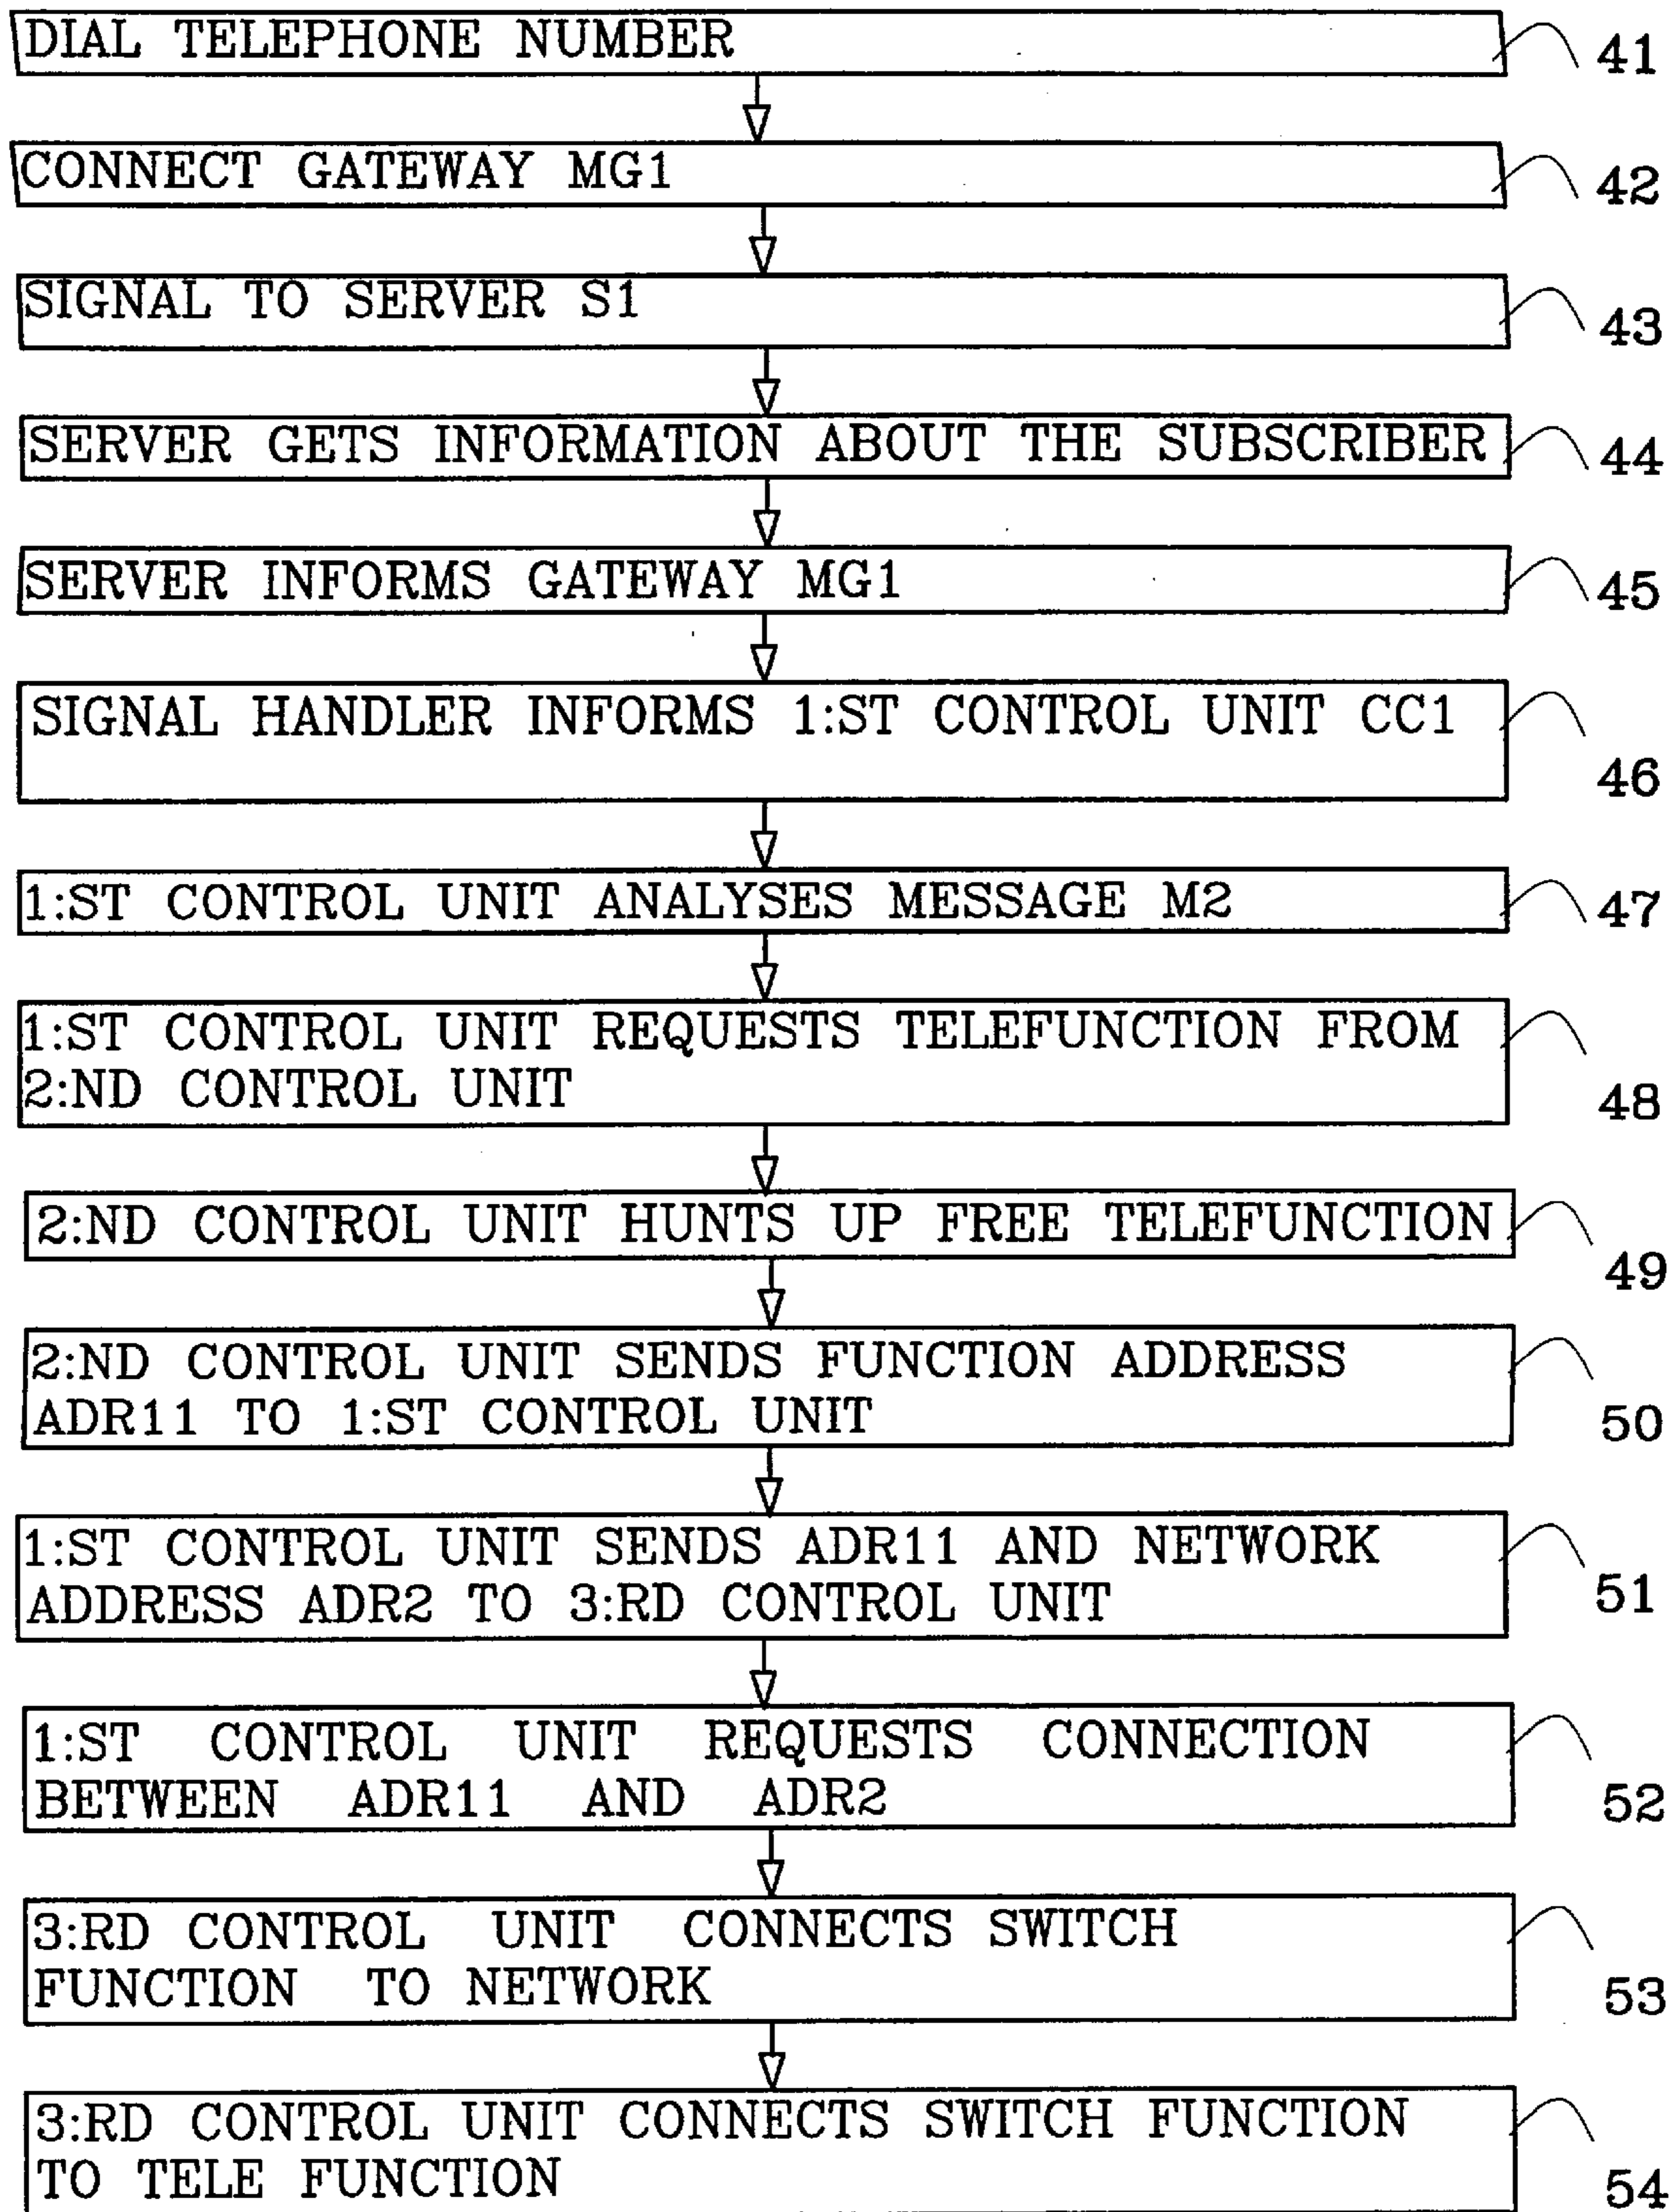 DIAL TELEPHONE NUMBER
41
CONNECT GATEWAY MG1
42
SIGNAL TO SERVER S1
43
SERVER GETS INFORMATION ABOUT THE SUBSCRIBER
44
SERVER INFORMS GATEWAY MG1
45
SIGNAL HANDLER INFORMS 1:ST CONTROL UNIT CC1
46
1:ST CONTROL UNIT ANALYSES MESSAGE M2
47
1:ST CONTROL UNIT REQUESTS TELEFUNCTION FROM
2:ND CONTROL UNIT
48
2:ND CONTROL UNIT HUNTS UP FREE TELEFUNCTION
49
2:ND CONTROL UNIT SENDS FUNCTION ADDRESS
ADR11 TO 1:ST CONTROL UNIT
50
1:ST CONTROL UNIT SENDS ADR11 AND NETWORK
ADDRESS ADR2 TO 3:RD CONTROL UNIT
51
1:ST CONTROL UNIT REQUESTS CONNECTION
BETWEEN ADR11 AND ADR2
52
3:RD CONTROL UNIT CONNECTS SWITCH
FUNCTION TO NETWORK
53
3:RD CONTROL UNIT CONNECTS SWITCH FUNCTION
TO TELE FUNCTION
54